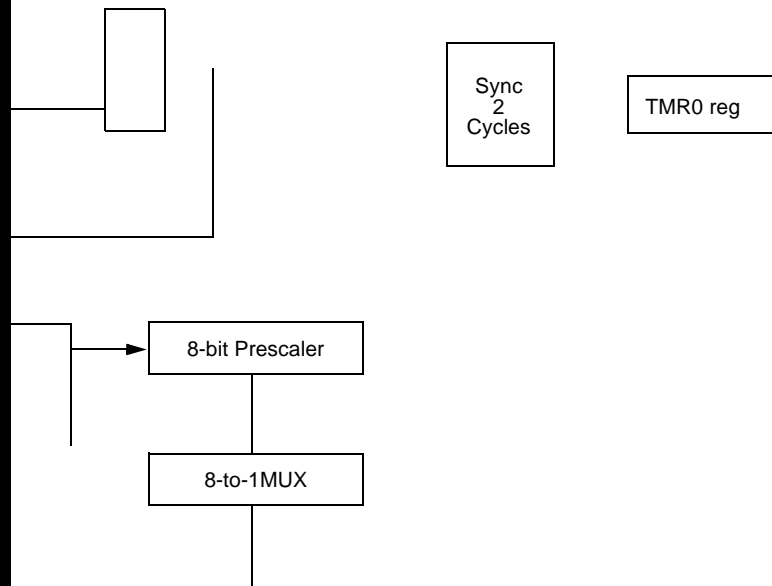 Sync
2
Cycles
TMR0 reg
8-bit Prescaler
8-to-1MUX